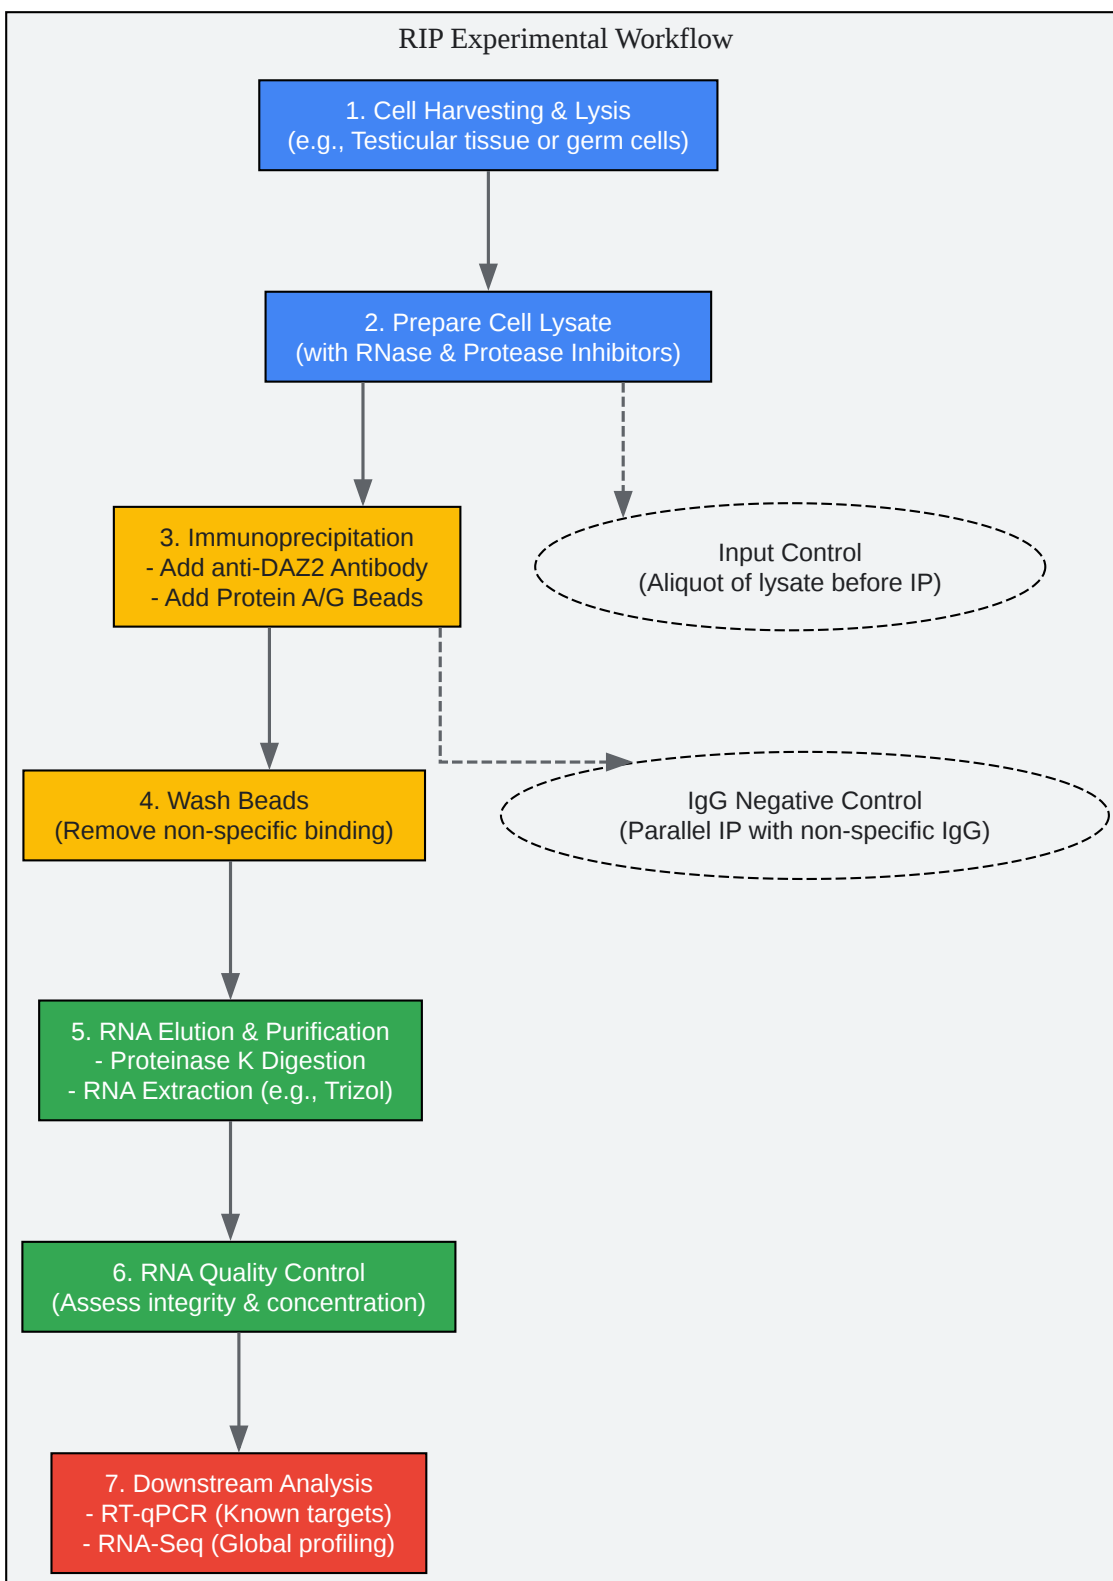 RIP Experimental Workflow
1. Cell Harvesting & Lysis
(e.g., Testicular tissue or germ cells)
2. Prepare Cell Lysate
(with RNase & Protease Inhibitors)
3. Immunoprecipitation
- Add anti-DAZ2 Antibody
- Add Protein A/G Beads
Input Control
(Aliquot of lysate before IP)
4. Wash Beads
(Remove non-specific binding)
IgG Negative Control
(Parallel IP with non-specific IgG)
5. RNA Elution & Purification
- Proteinase K Digestion
- RNA Extraction (e.g., Trizol)
6. RNA Quality Control
(Assess integrity & concentration)
7. Downstream Analysis
- RT-qPCR (Known targets)
- RNA-Seq (Global profiling)